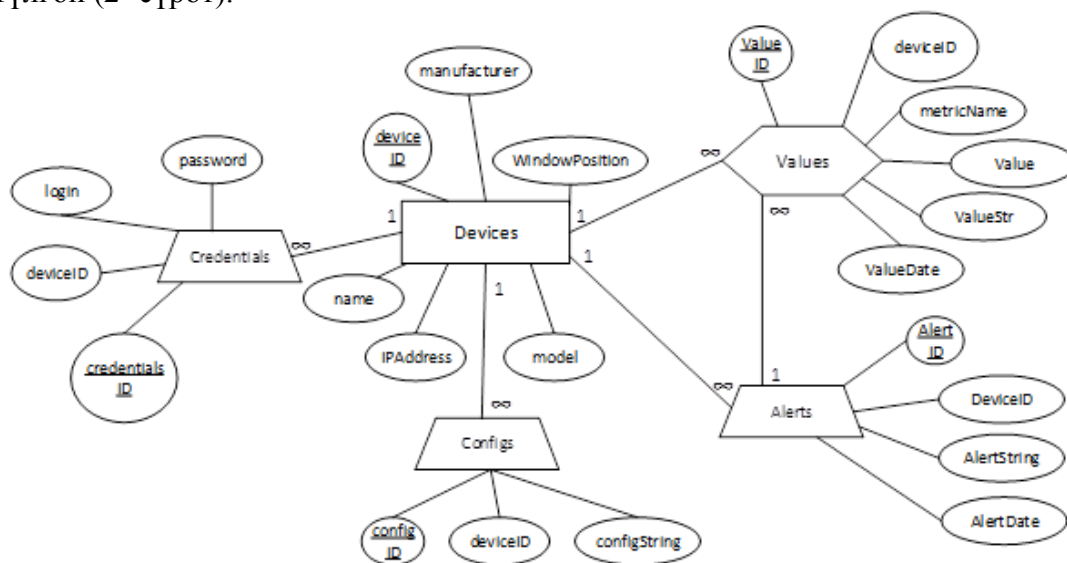 manufacturer
Value
ID
deviceID
device
ID
WindowPosition
metricName
password
login
Values
Value
∞
1
1
Devices
∞
ValueStr
∞
Credentials
1
deviceID
ValueDate
name
1
IPAddress
model
Alert
ID
credentials
ID
∞
1
DeviceID
∞
Alerts
Configs
AlertString
AlertDate
config
ID
deviceID
configString